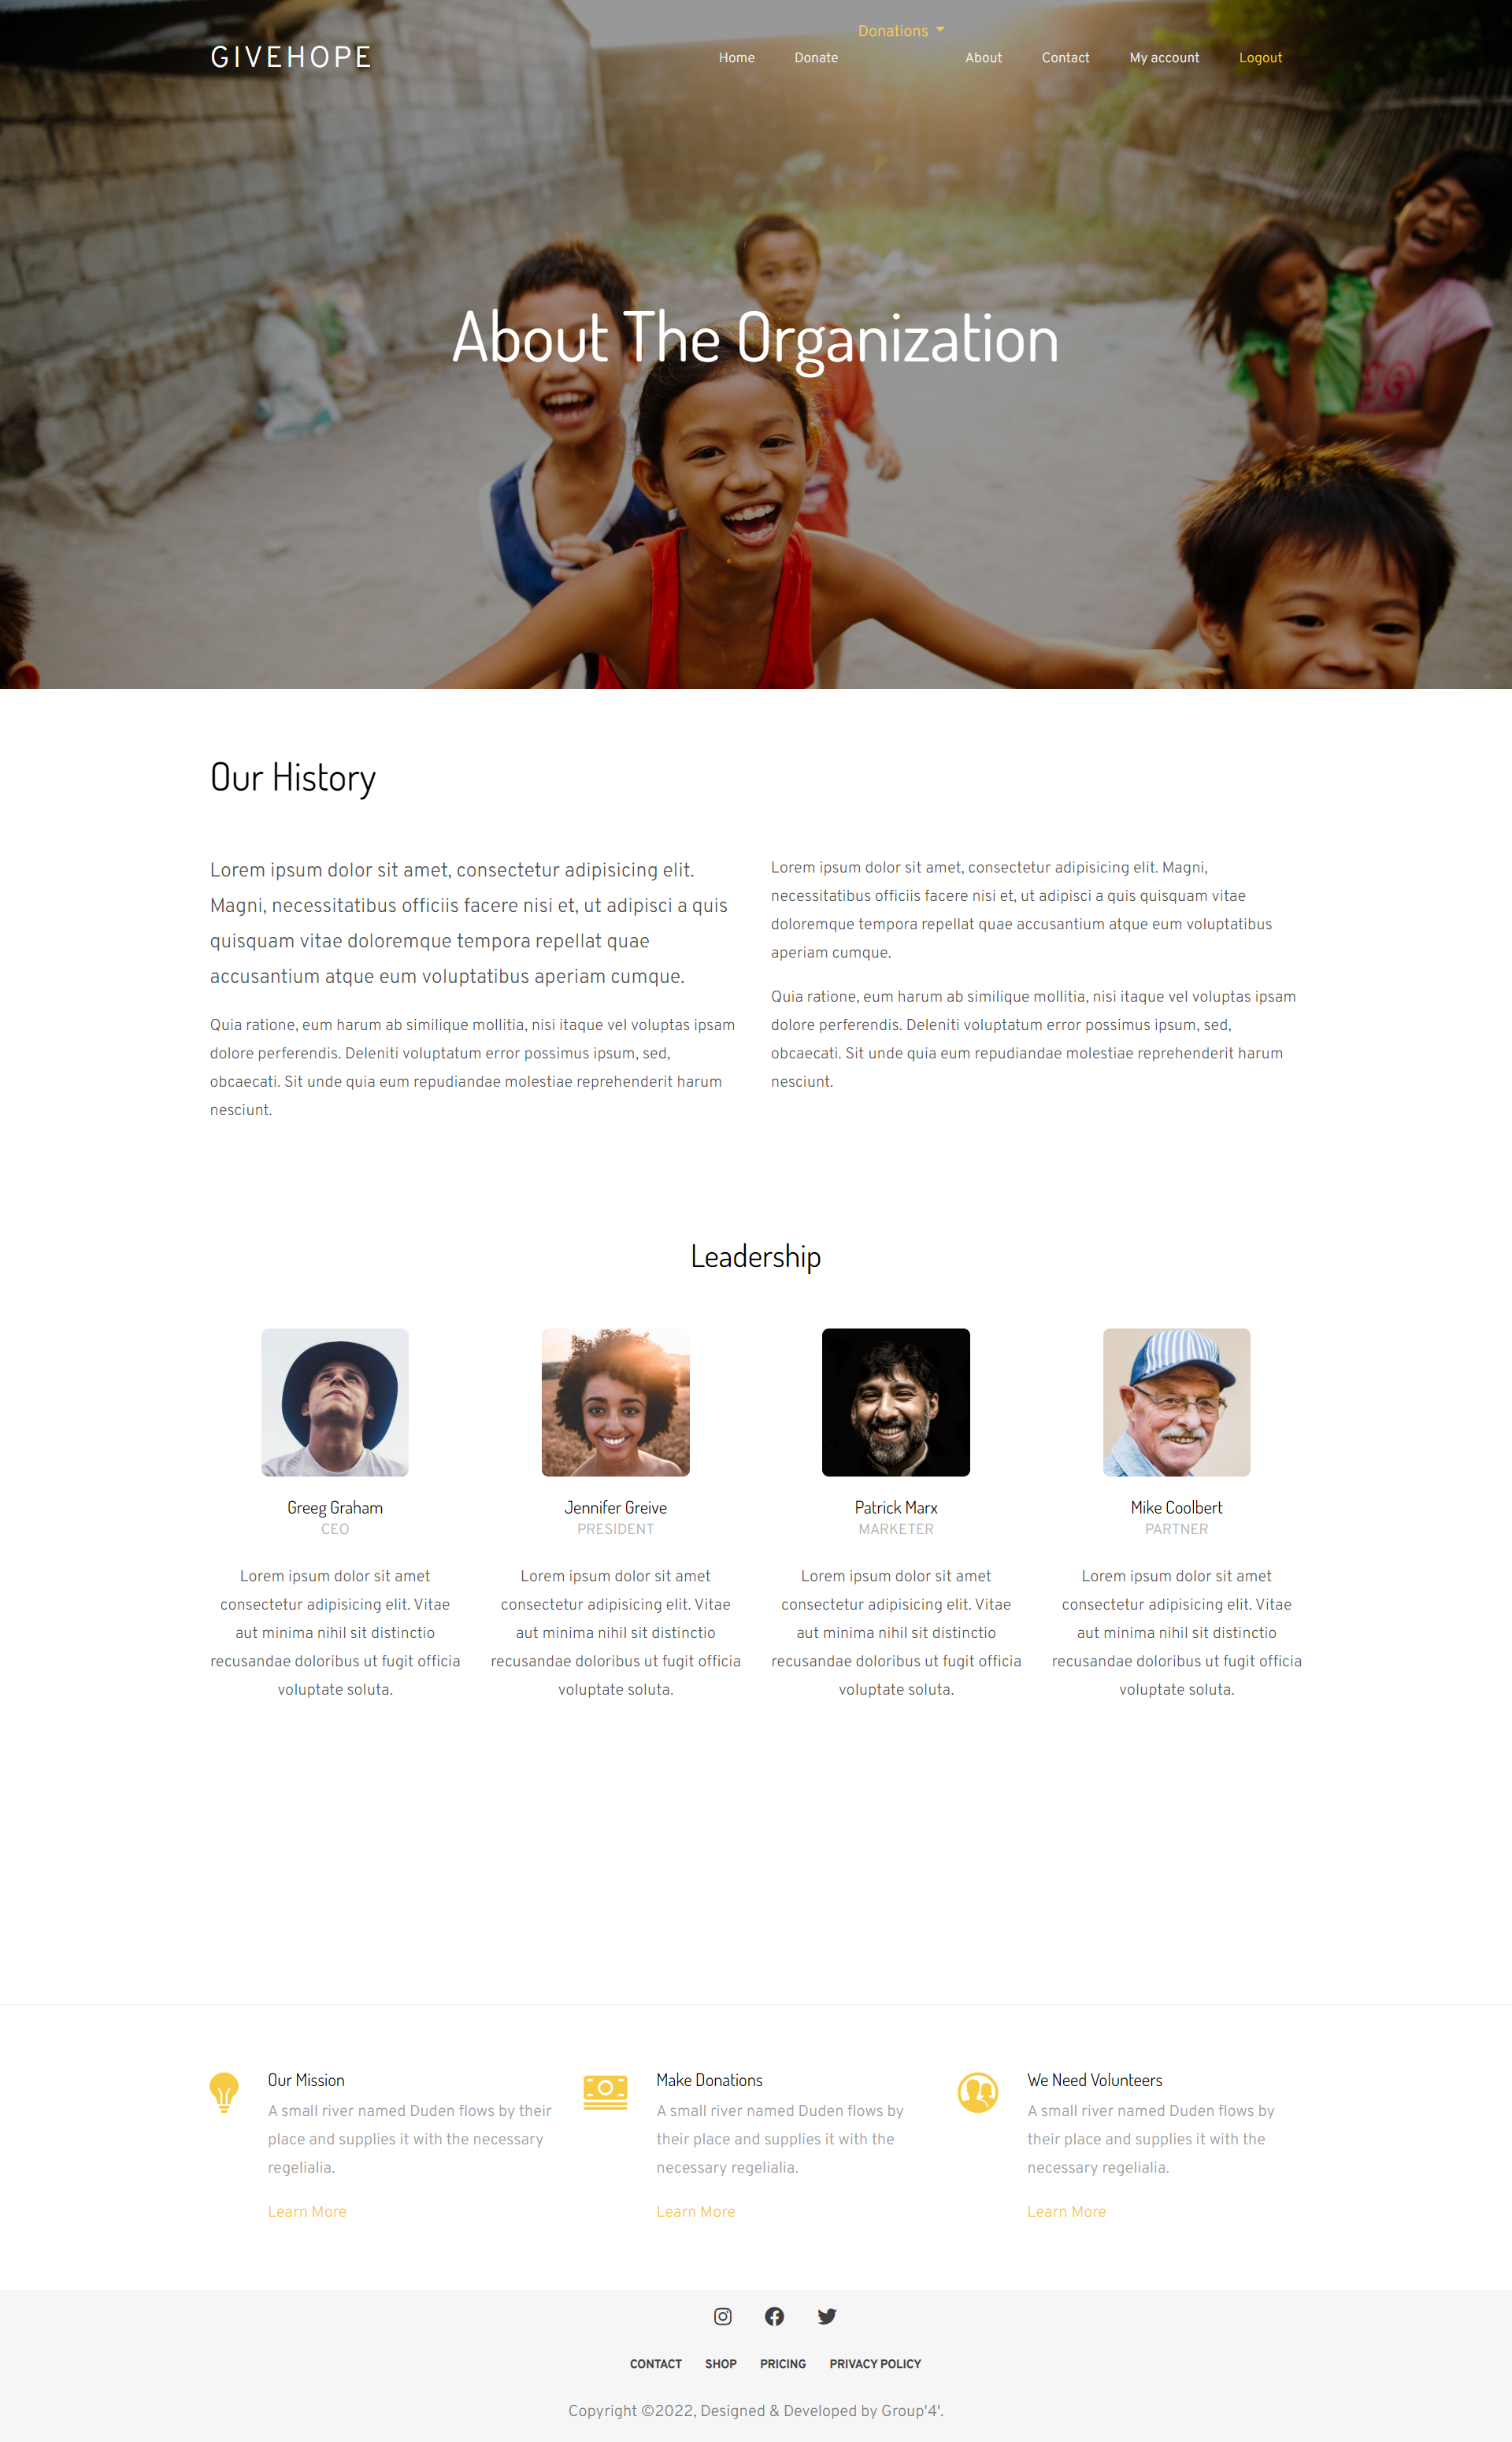 GIVEHOPE
Home
Donate
Donations
About
Contact
My account
Logout
About The Organization
Our History
Lorem ipsum dolor sit amet, consectetur adipisicing elit.
Magni, necessitatibus officiis facere nisi et, ut adipisci a quis
quisquam vitae doloremque tempora repellat quae
accusantium atque eum voluptatibus aperiam cumque.
Quia ratione, eum harum ab similique mollitia, nisi itaque vel voluptas ipsam
dolore perferendis. Deleniti voluptatum error possimus ipsum, sed,
obcaecati. Sit unde quia eum repudiandae molestiae reprehenderit harum
nesciunt.
Lorem ipsum dolor sit amet, consectetur adipisicing elit. Magni,
necessitatibus officiis facere nisi et, ut adipisci a quis quisquam vitae
doloremque tempora repellat quae accusantium atque eum voluptatibus
aperiam cumque.
Quia ratione, eum harum ab similique mollitia, nisi itaque vel voluptas ipsam
dolore perferendis. Deleniti voluptatum error possimus ipsum, sed,
obcaecati. Sit unde quia eum repudiandae molestiae reprehenderit harum
nesciunt.
Leadership
Greeg Graham
CEO
Lorem ipsum dolor sit amet
consectetur adipisicing elit. Vitae
aut minima nihil sit distinctio
recusandae doloribus ut fugit officia
voluptate soluta.
Jennifer Greive
PRESIDENT
Lorem ipsum dolor sit amet
consectetur adipisicing elit. Vitae
aut minima nihil sit distinctio
recusandae doloribus ut fugit officia
voluptate soluta.
Patrick Marx
MARKETER
Lorem ipsum dolor sit amet
consectetur adipisicing elit. Vitae
aut minima nihil sit distinctio
recusandae doloribus ut fugit officia
voluptate soluta.
Mike Coolbert
PARTNER
Lorem ipsum dolor sit amet
consectetur adipisicing elit. Vitae
aut minima nihil sit distinctio
recusandae doloribus ut fugit officia
voluptate soluta.
Our Mission
A small river named Duden flows by their
place and supplies it with the necessary
regelialia.
Learn More
Make Donations
A small river named Duden flows by
their place and supplies it with the
necessary regelialia.
Learn More
We Need Volunteers
A small river named Duden flows by
their place and supplies it with the
necessary regelialia.
Learn More
CONTACT
SHOP
PRICING
PRIVACY POLICY
Copyright ©2022, Designed & Developed by Group'4'.